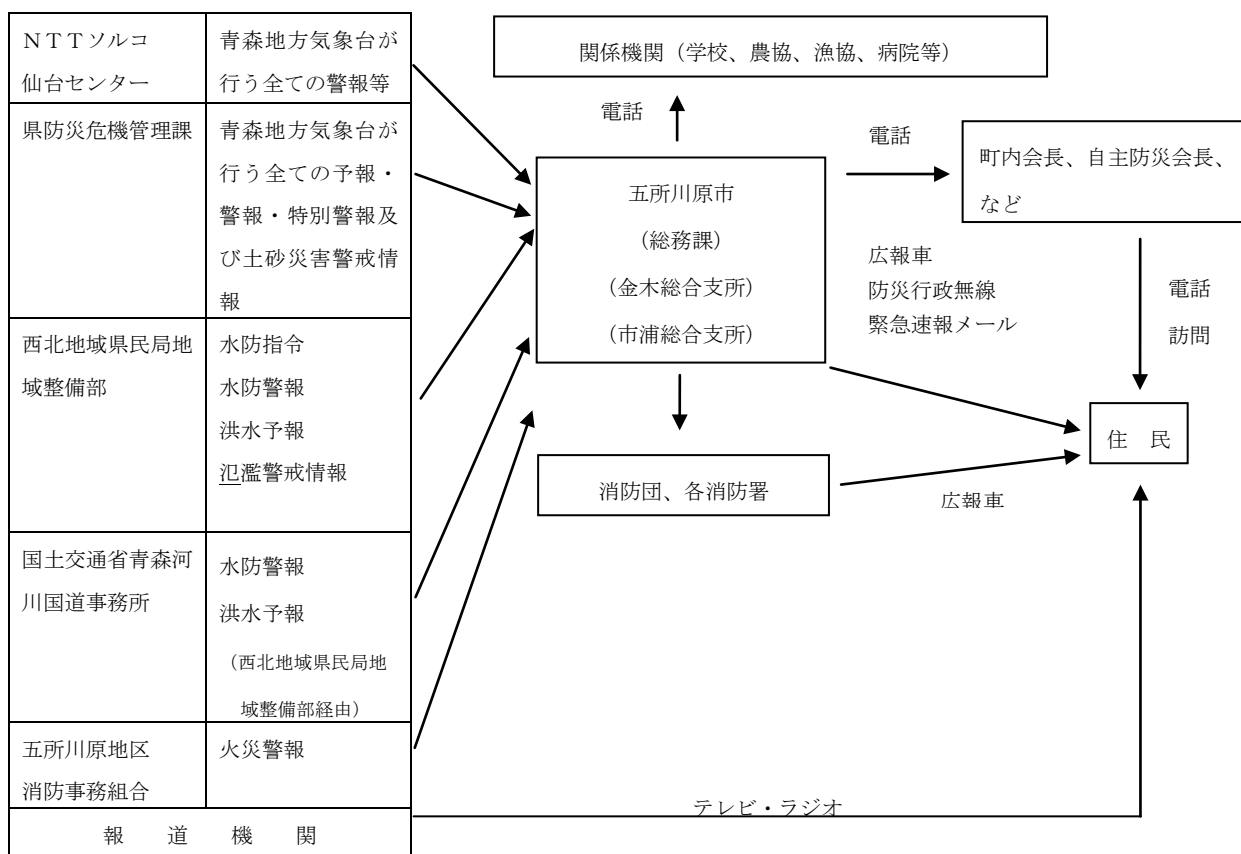 ＮＴＴソルコ
仙台センター
青森地方気象台が
行う全ての警報等
県防災危機管理課
青森地方気象台が
行う全ての予報・
警報・特別警報及
び土砂災害警戒情
報
西北地域県民局地
域整備部
水防指令
水防警報
洪水予報
氾濫警戒情報
国土交通省青森河
川国道事務所
水防警報
洪水予報
（西北地域県民局地
域整備部経由）
五所川原地区
消防事務組合
火災警報
報　道　機　関
関係機関（学校、農協、漁協、病院等）
電話
五所川原市
（総務課）
（金木総合支所）
（市浦総合支所）
電話
町内会長、自主防災会長、
など
広報車
防災行政無線
緊急速報メール
電話
訪問
住　民
消防団、各消防署
広報車
テレビ・ラジオ